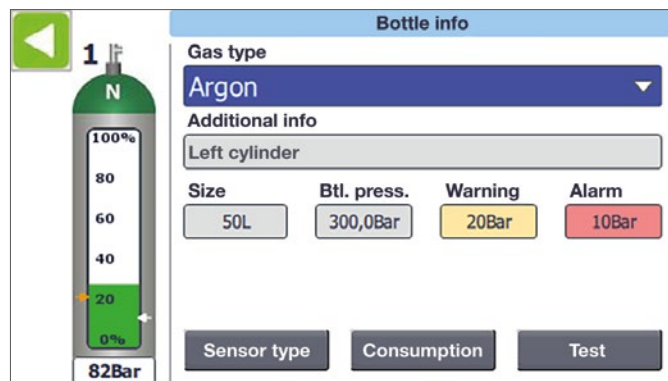 Bottle info
1
N
100%
80
60
40
20
0%
82Bar
Gas type
Argon
Additional info
Left cylinder
Size Btl. press. Warning Alarm
50L 300,0Bar 20Bar 10Bar
Sensor type Consumption Test